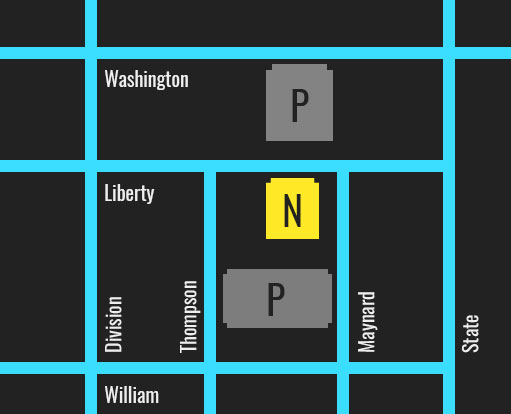 Washington
P
Liberty
N
P
Division
Thompson
Maynard
State
William